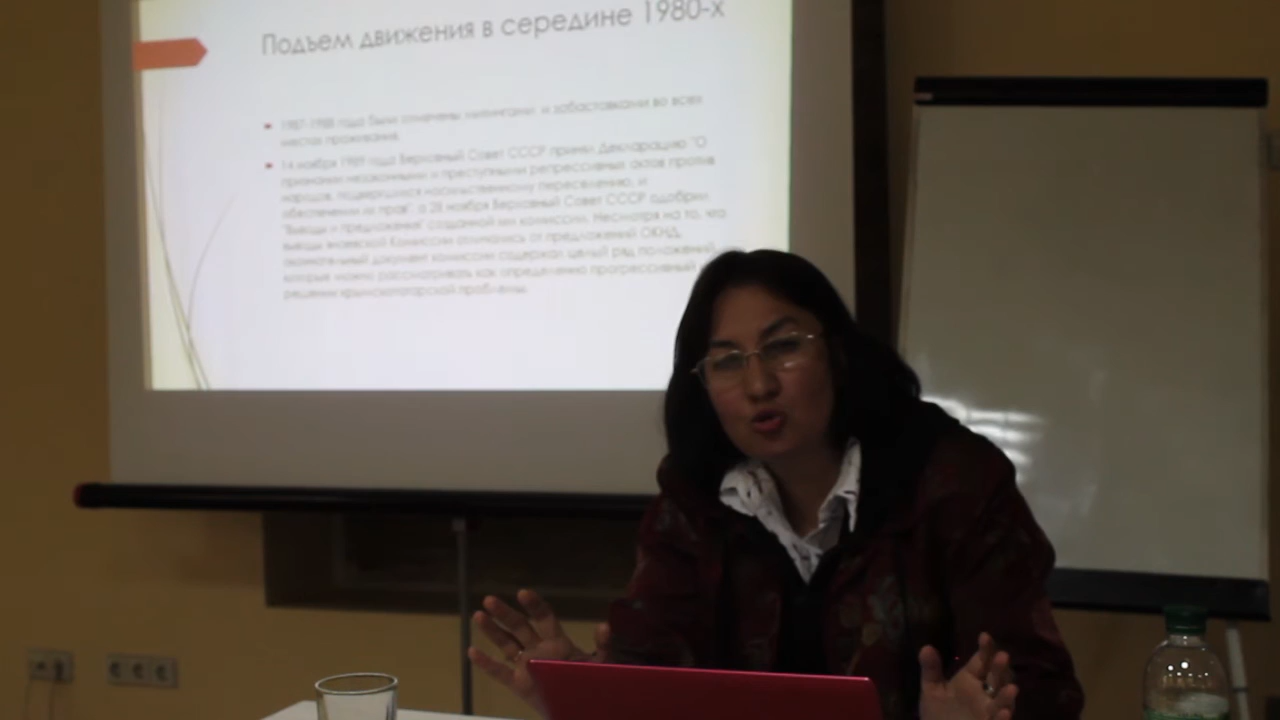 Подъем движения в середине 1980-х
1987-1988 года были отмечены митингами и забастовками во всех
местах проживания.
14 ноября 1989 года Верховный Совет СССР принял Декларацию "О
признании незаконными и преступными репрессивных актов против
народов, подвергшихся насильственному переселению, и
обеспечении их прав", а 28 ноября Верховный Совет СССР одобрил
"Выводы и предложения" созданной им комиссии. Несмотря на то, что
выводы Комиссии отличались от предложений ОКНД,
окончательный документ комиссии содержал целый ряд положений,
которые можно рассматривать как определенно прогрессивный
решении крымскотатарской проблемы.